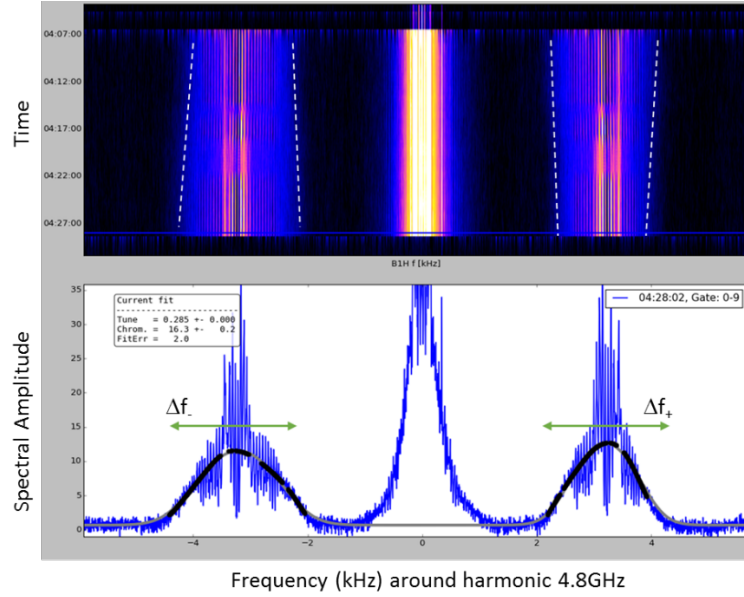 Time
04:07:00
04:12:00
04:17:00
04:22:00
04:27:00
B1H f [kHz]
Spectral Amplitude
35
30
25
20
15
10
5
0
Current fit
Tune = 0.285 +- 0.000
Chrom. = 16.3 +- 0.2
FitErr = 2.0
04:28:02, Gate: 0-9
Δf-
Δf+
−4 −2 0 2 4
Frequency (kHz) around harmonic 4.8GHz